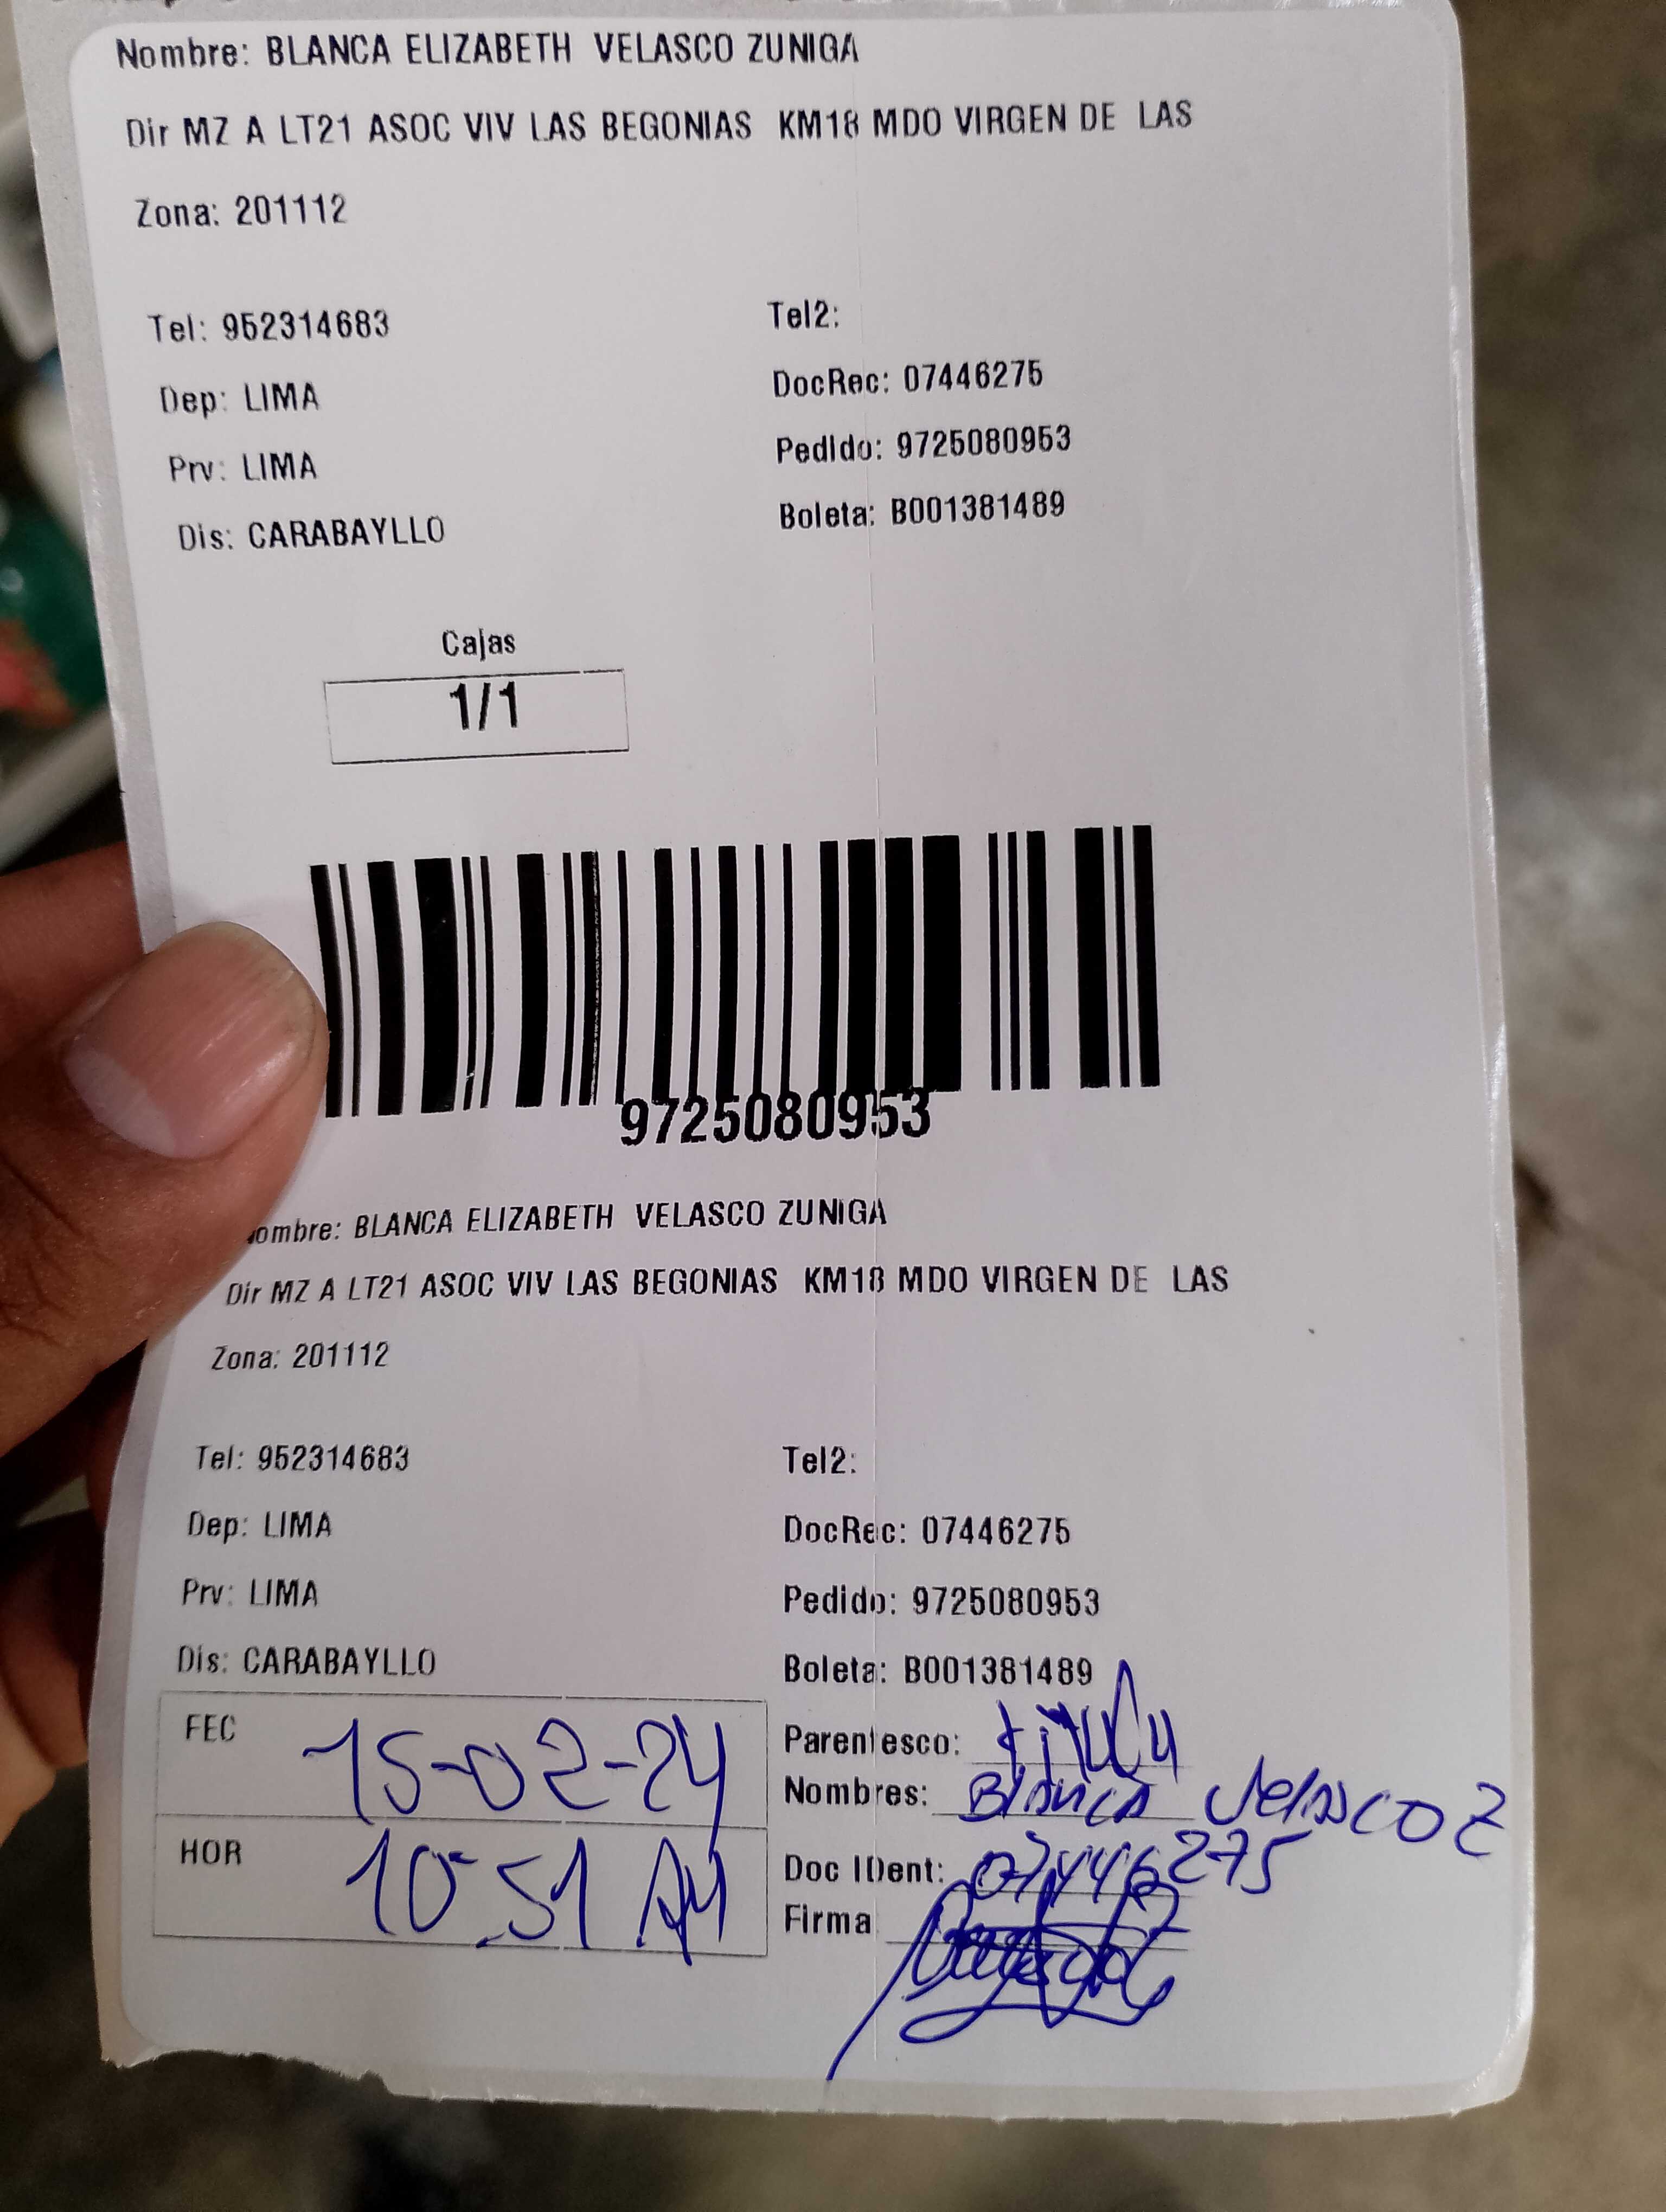 Nombre: BLANCA ELIZABETH VELASCO ZUNIGA
Dir MZ A LT21 ASOC VIV LAS BEGONIAS KM18 MDO VIRGEN DE LAS
Zona: 201112
Tel: 952314683 Tel2:
Dep: LIMA DocRec: 07446275
Prv: LIMA Pedido: 9725080953
Dis: CARABAYLLO Boleta: B001381489
Cajas
1/1
9725080953
ombre: BLANCA ELIZABETH VELASCO ZUNIGA
Dir MZ A LT21 ASOC VIV LAS BEGONIAS KM18 MDO VIRGEN DE LAS
Zona: 201112
Tel: 952314683 Tel2:
Dep: LIMA DocRec: 07446275
Prv: LIMA Pedido: 9725080953
Dis: CARABAYLLO Boleta: B001381489
FEC 15-02-24 Parentesco:
Nombres: Blanca Velasco Z
HOR 10:51 AM Doc IDent: 07446275
Firma